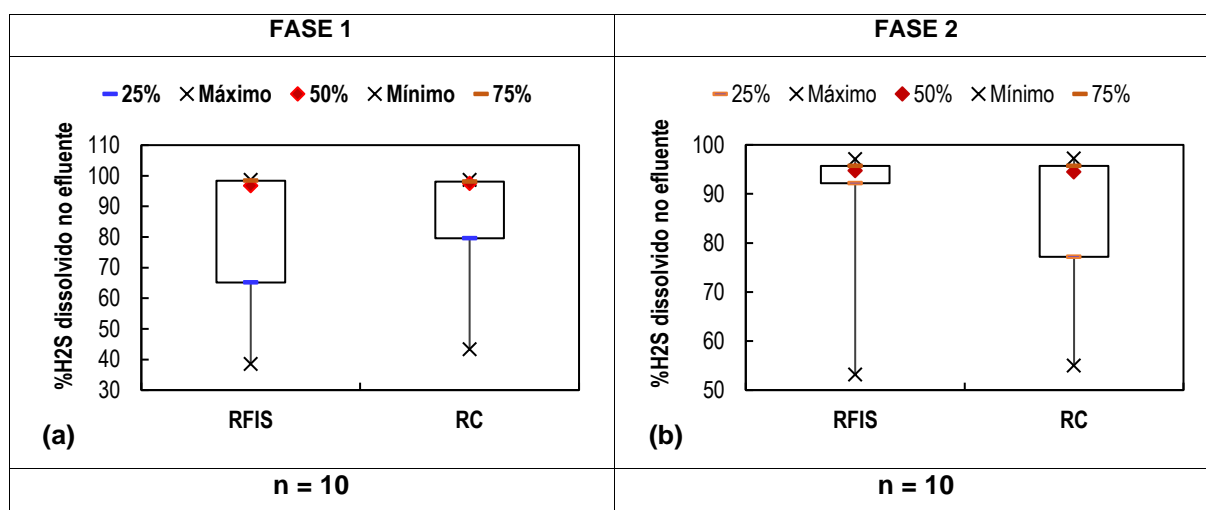 FASE 1
FASE 2
25% Máximo 50% Mínimo 75%
%H2S dissolvido no efluente
110
100
90
80
70
60
50
40
30
RFIS RC
(a)
25% Máximo 50% Mínimo 75%
%H2S dissolvido no efluente
100
90
80
70
60
50
RFIS RC
(b)
n = 10
n = 10